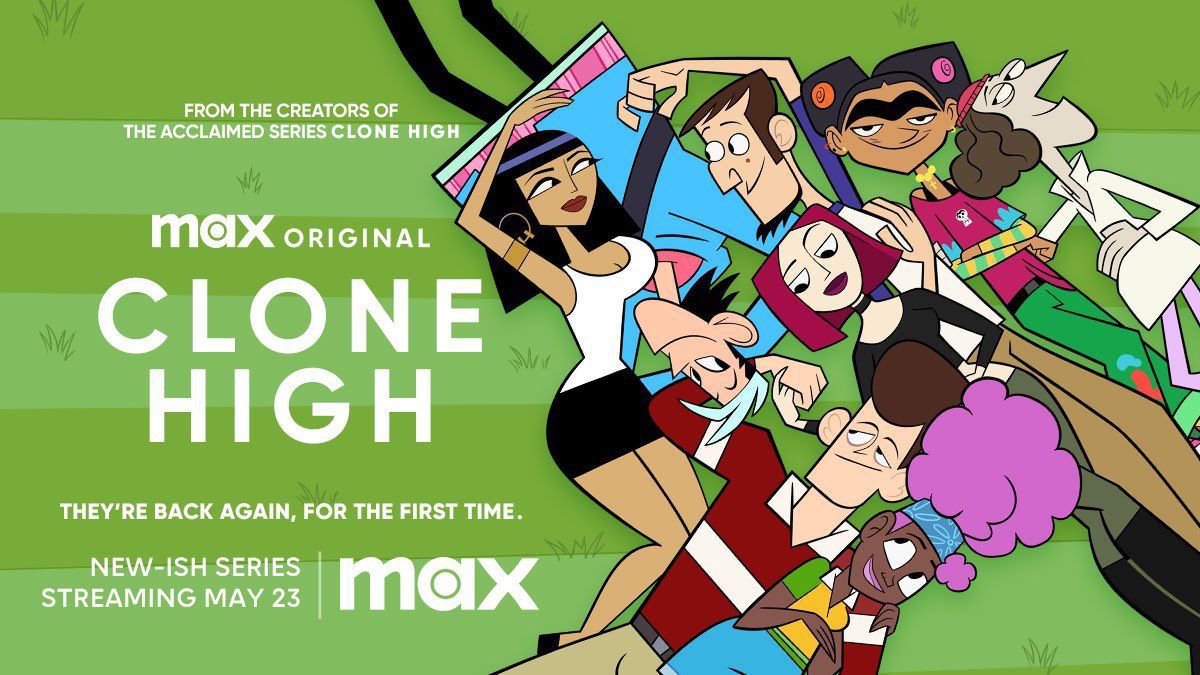 FROM THE CREATORS OF
THE ACCLAIMED SERIES CLONE HIGH
max ORIGINAL
CLONE
HIGH
THEY'RE BACK AGAIN, FOR THE FIRST TIME.
NEW-ISH SERIES
STREAMING MAY 23
max